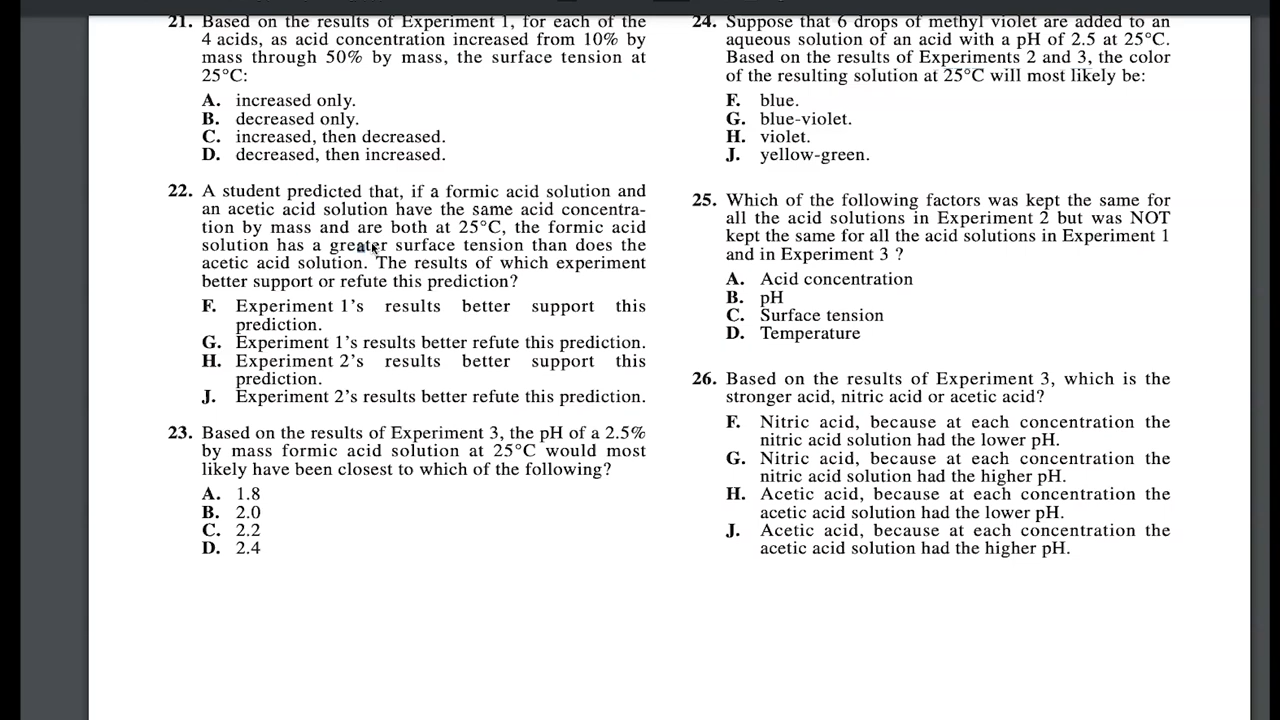 21. Based on the results of Experiment 1, for each of the
4 acids, as acid concentration increased from 10% by
mass through 50% by mass, the surface tension at
25°C:
A. increased only.
B. decreased only.
C. increased, then decreased.
D. decreased, then increased.
22. A student predicted that, if a formic acid solution and
an acetic acid solution have the same acid concentra-
tion by mass and are both at 25°C, the formic acid
solution has a greater surface tension than does the
acetic acid solution. The results of which experiment
better support or refute this prediction?
F. Experiment 1's results better support this
prediction.
G. Experiment 1's results better refute this prediction.
H. Experiment 2's results better support this
prediction.
J. Experiment 2's results better refute this prediction.
23. Based on the results of Experiment 3, the pH of a 2.5%
by mass formic acid solution at 25°C would most
likely have been closest to which of the following?
A. 1.8
B. 2.0
C. 2.2
D. 2.4
24. Suppose that 6 drops of methyl violet are added to an
aqueous solution of an acid with a pH of 2.5 at 25°C.
Based on the results of Experiments 2 and 3, the color
of the resulting solution at 25°C will most likely be:
F. blue.
G. blue-violet.
H. violet.
J. yellow-green.
25. Which of the following factors was kept the same for
all the acid solutions in Experiment 2 but was NOT
kept the same for all the acid solutions in Experiment 1
and in Experiment 3 ?
A. Acid concentration
B. pH
C. Surface tension
D. Temperature
26. Based on the results of Experiment 3, which is the
stronger acid, nitric acid or acetic acid?
F. Nitric acid, because at each concentration the
nitric acid solution had the lower pH.
G. Nitric acid, because at each concentration the
nitric acid solution had the higher pH.
H. Acetic acid, because at each concentration the
acetic acid solution had the lower pH.
J. Acetic acid, because at each concentration the
acetic acid solution had the higher pH.